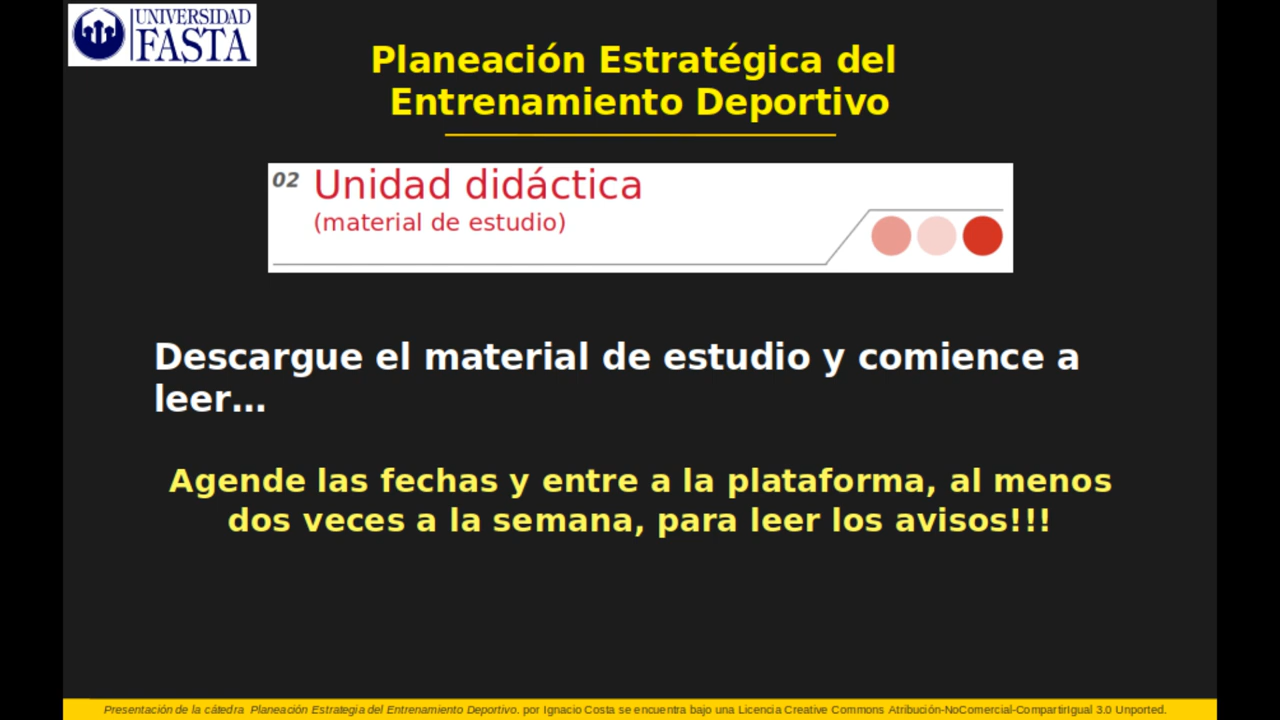 UNIVERSIDAD
FASTA
Planeación Estratégica del
Entrenamiento Deportivo
02 Unidad didáctica
(material de estudio)
Descargue el material de estudio y comience a
leer...
Agende las fechas y entre a la plataforma, al menos
dos veces a la semana, para leer los avisos!!!
Presentación de la cátedra Planeación Estrategia del Entrenamiento Deportivo. por Ignacio Costa se encuentra bajo una Licencia Creative Commons Atribución-NoComercial-CompartirIgual 3.0 Unported.